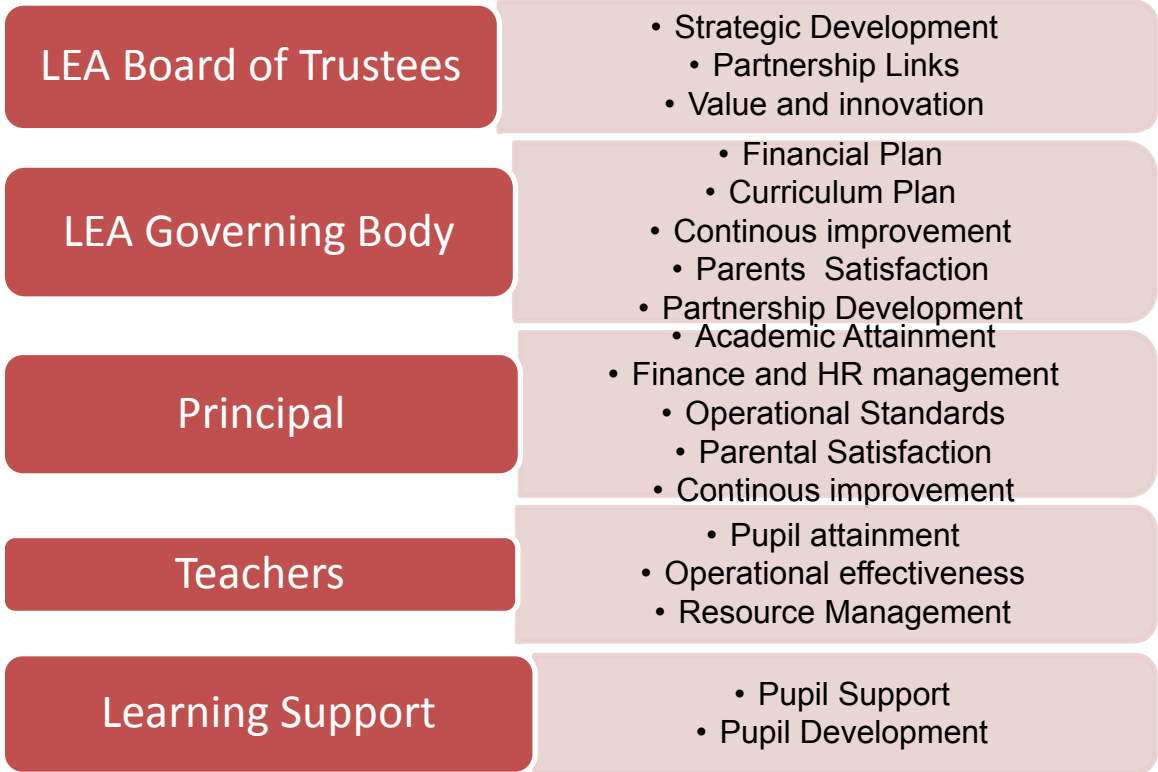 LEA Board of Trustees
• Strategic Development
• Partnership Links
• Value and innovation
LEA Governing Body
• Financial Plan
• Curriculum Plan
• Continous improvement
• Parents  Satisfaction
• Partnership Development
Principal
• Academic Attainment
• Finance and HR management
• Operational Standards
• Parental Satisfaction
• Continous improvement
Teachers
• Pupil attainment
• Operational effectiveness
• Resource Management
Learning Support
• Pupil Support
• Pupil Development